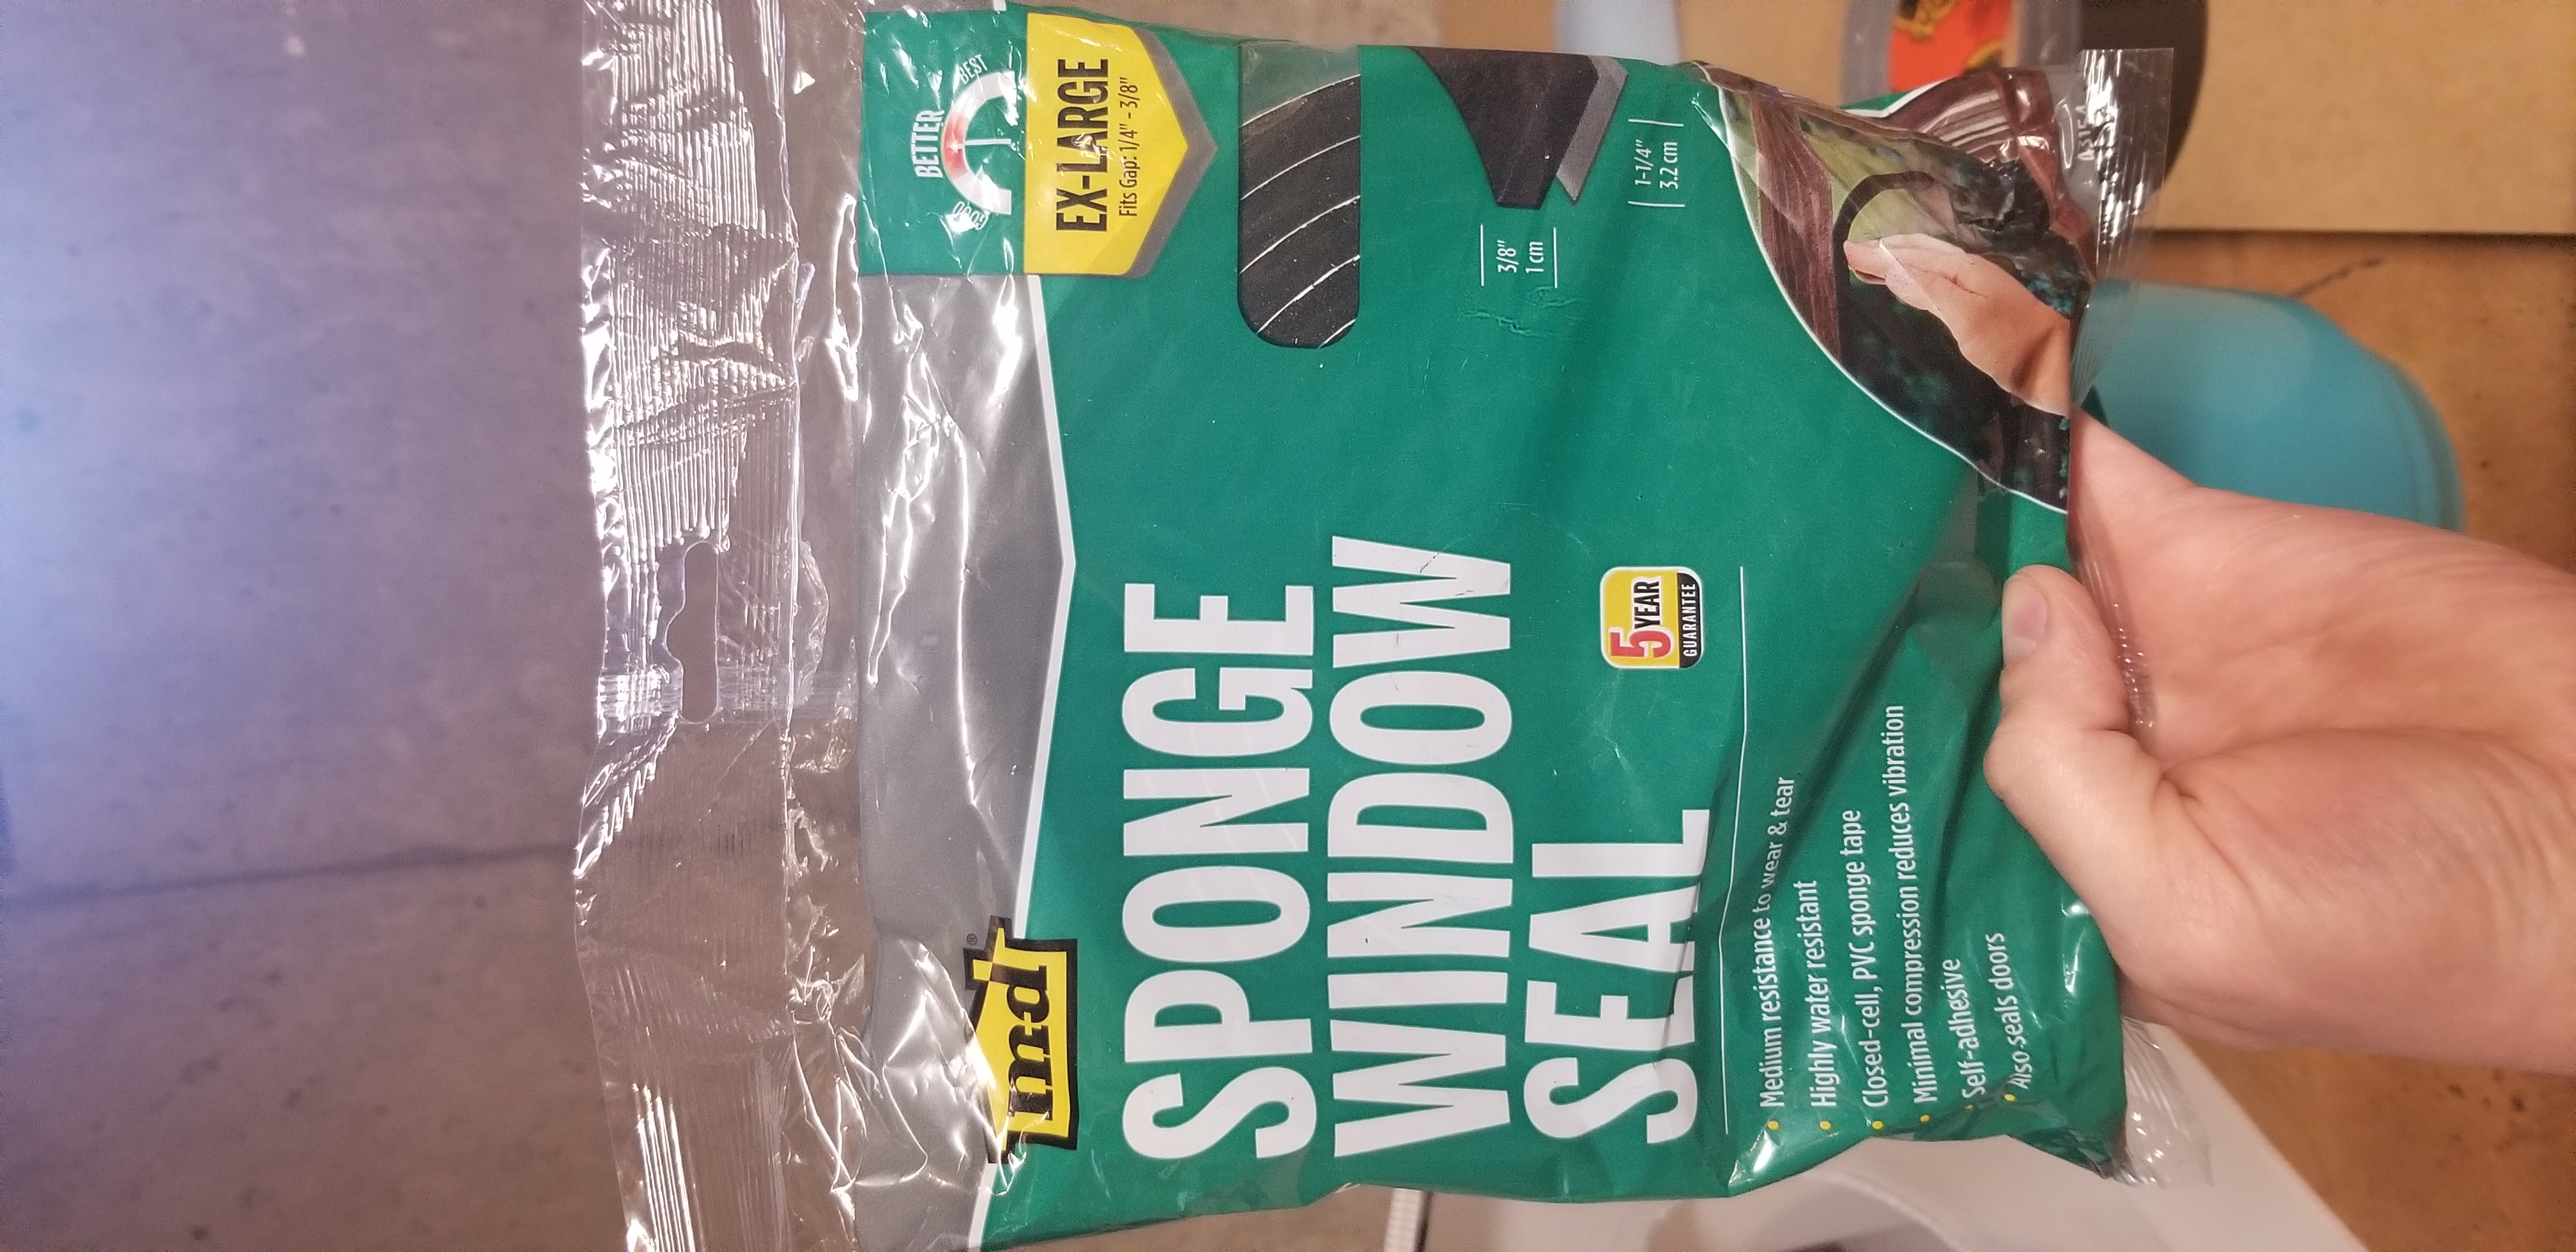 BETTER
GOOD
BEST
EX-LARGE
Fits Gap: 1/4" - 3/8"
m-d®
SPONGE
WINDOW
SEAL
3/8"
1 cm
1-1/4"
3.2 cm
5 YEAR
GUARANTEE
• Medium resistance to wear & tear
• Highly water resistant
• Closed-cell, PVC sponge tape
• Minimal compression reduces vibration
• Self-adhesive
• Also seals doors